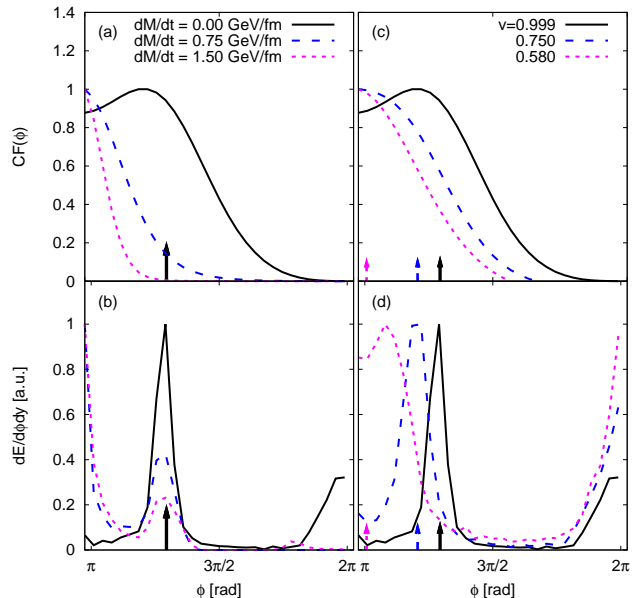 (a) dM/dt = 0.00 GeV/fm
dM/dt = 0.75 GeV/fm
dM/dt = 1.50 GeV/fm
(c) v=0.999
0.750
0.580
1.4
1.2
1
0.8
0.6
0.4
0.2
0
CF(ϕ)
(b)
(d)
1
0.8
0.6
0.4
0.2
0
dE/dϕdy [a.u.]
π 3π/2 2π
π 3π/2 2π
ϕ [rad] ϕ [rad]